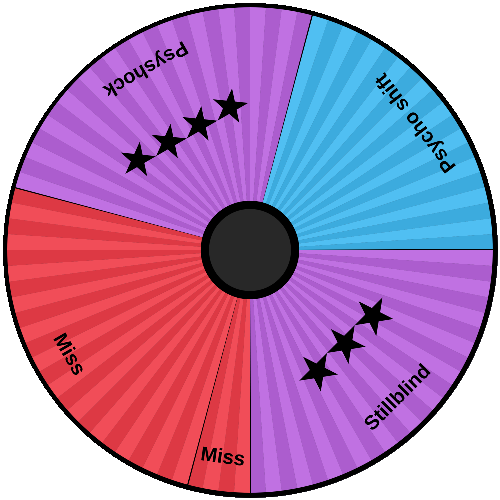 Psyshock
★★★★
Psycho shift
Stillblind
★★★
Miss
Miss